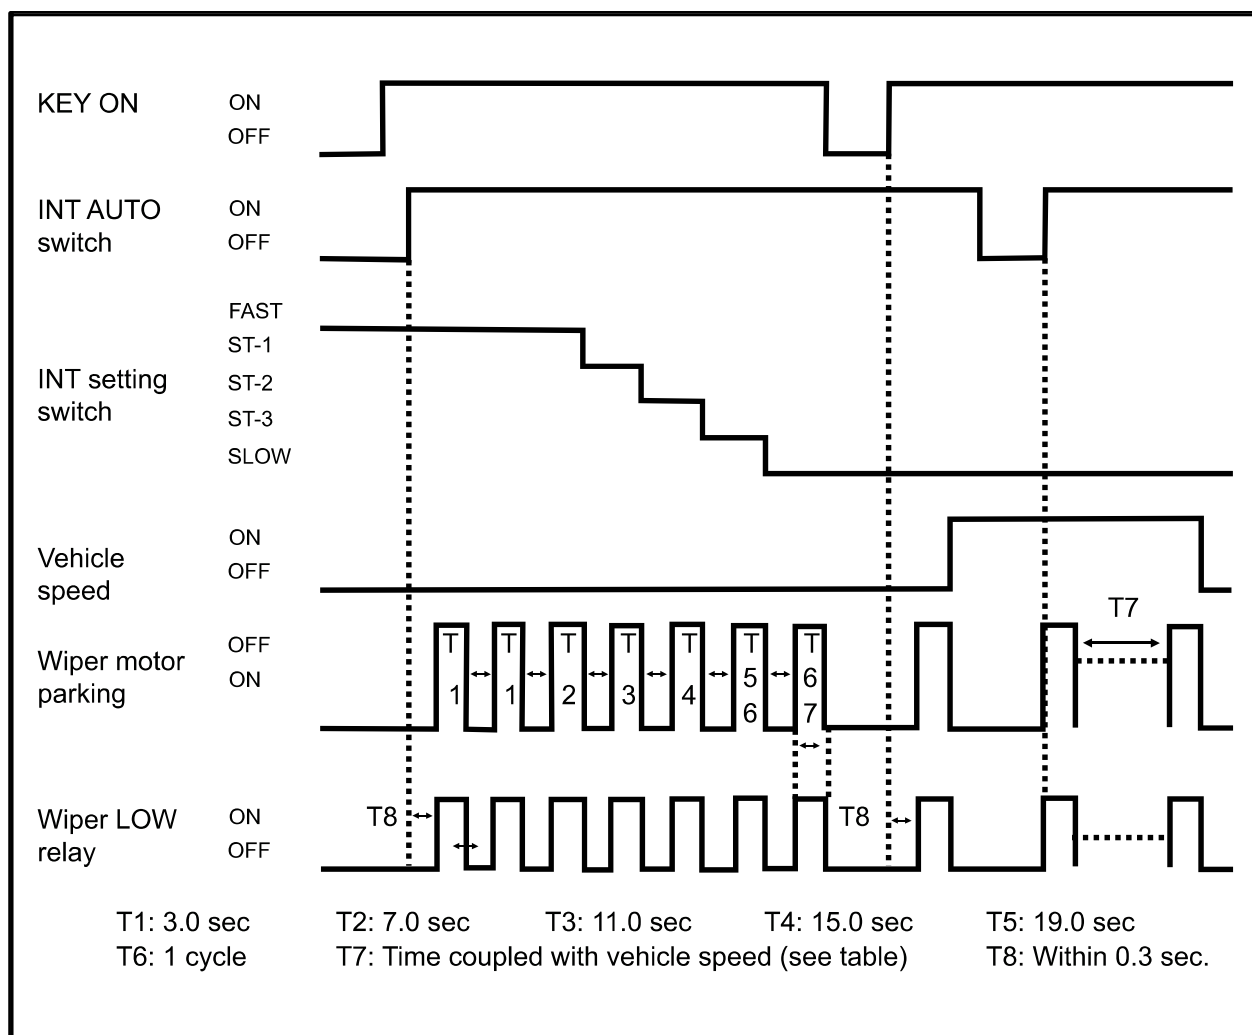 KEY ON
ON
OFF
INT AUTO
switch
ON
OFF
INT setting
switch
FAST
ST-1
ST-2
ST-3
SLOW
Vehicle
speed
ON
OFF
T7
Wiper motor
parking
OFF
ON
T T T T T T T
1 1 2 3 4 5 6
6 7
Wiper LOW
relay
ON
OFF
T8
T8
T1: 3.0 sec T2: 7.0 sec T3: 11.0 sec T4: 15.0 sec T5: 19.0 sec
T6: 1 cycle T7: Time coupled with vehicle speed (see table) T8: Within 0.3 sec.